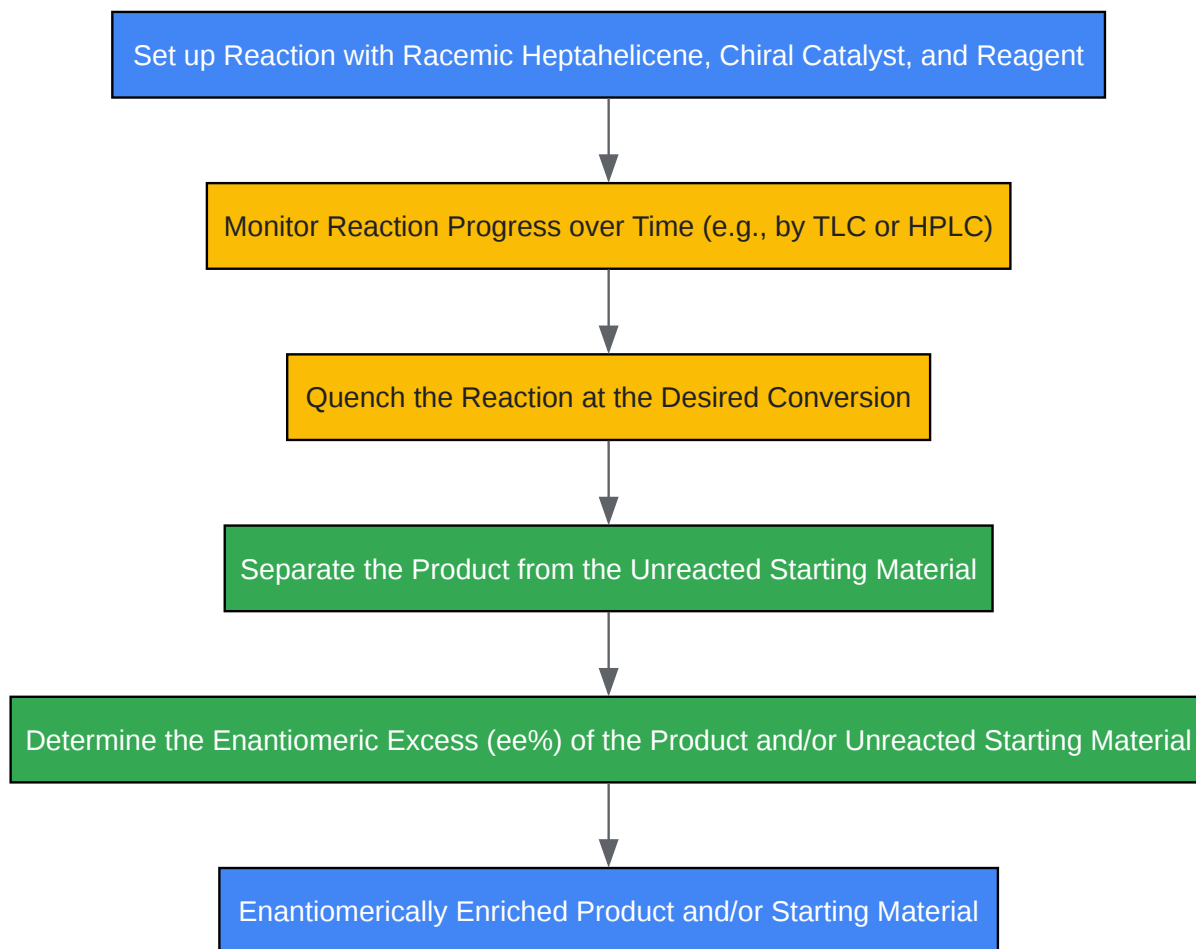 Set up Reaction with Racemic Heptahelicene, Chiral Catalyst, and Reagent
Monitor Reaction Progress over Time (e.g., by TLC or HPLC)
Quench the Reaction at the Desired Conversion
Separate the Product from the Unreacted Starting Material
Determine the Enantiomeric Excess (ee%) of the Product and/or Unreacted Starting Material
Enantiomerically Enriched Product and/or Starting Material